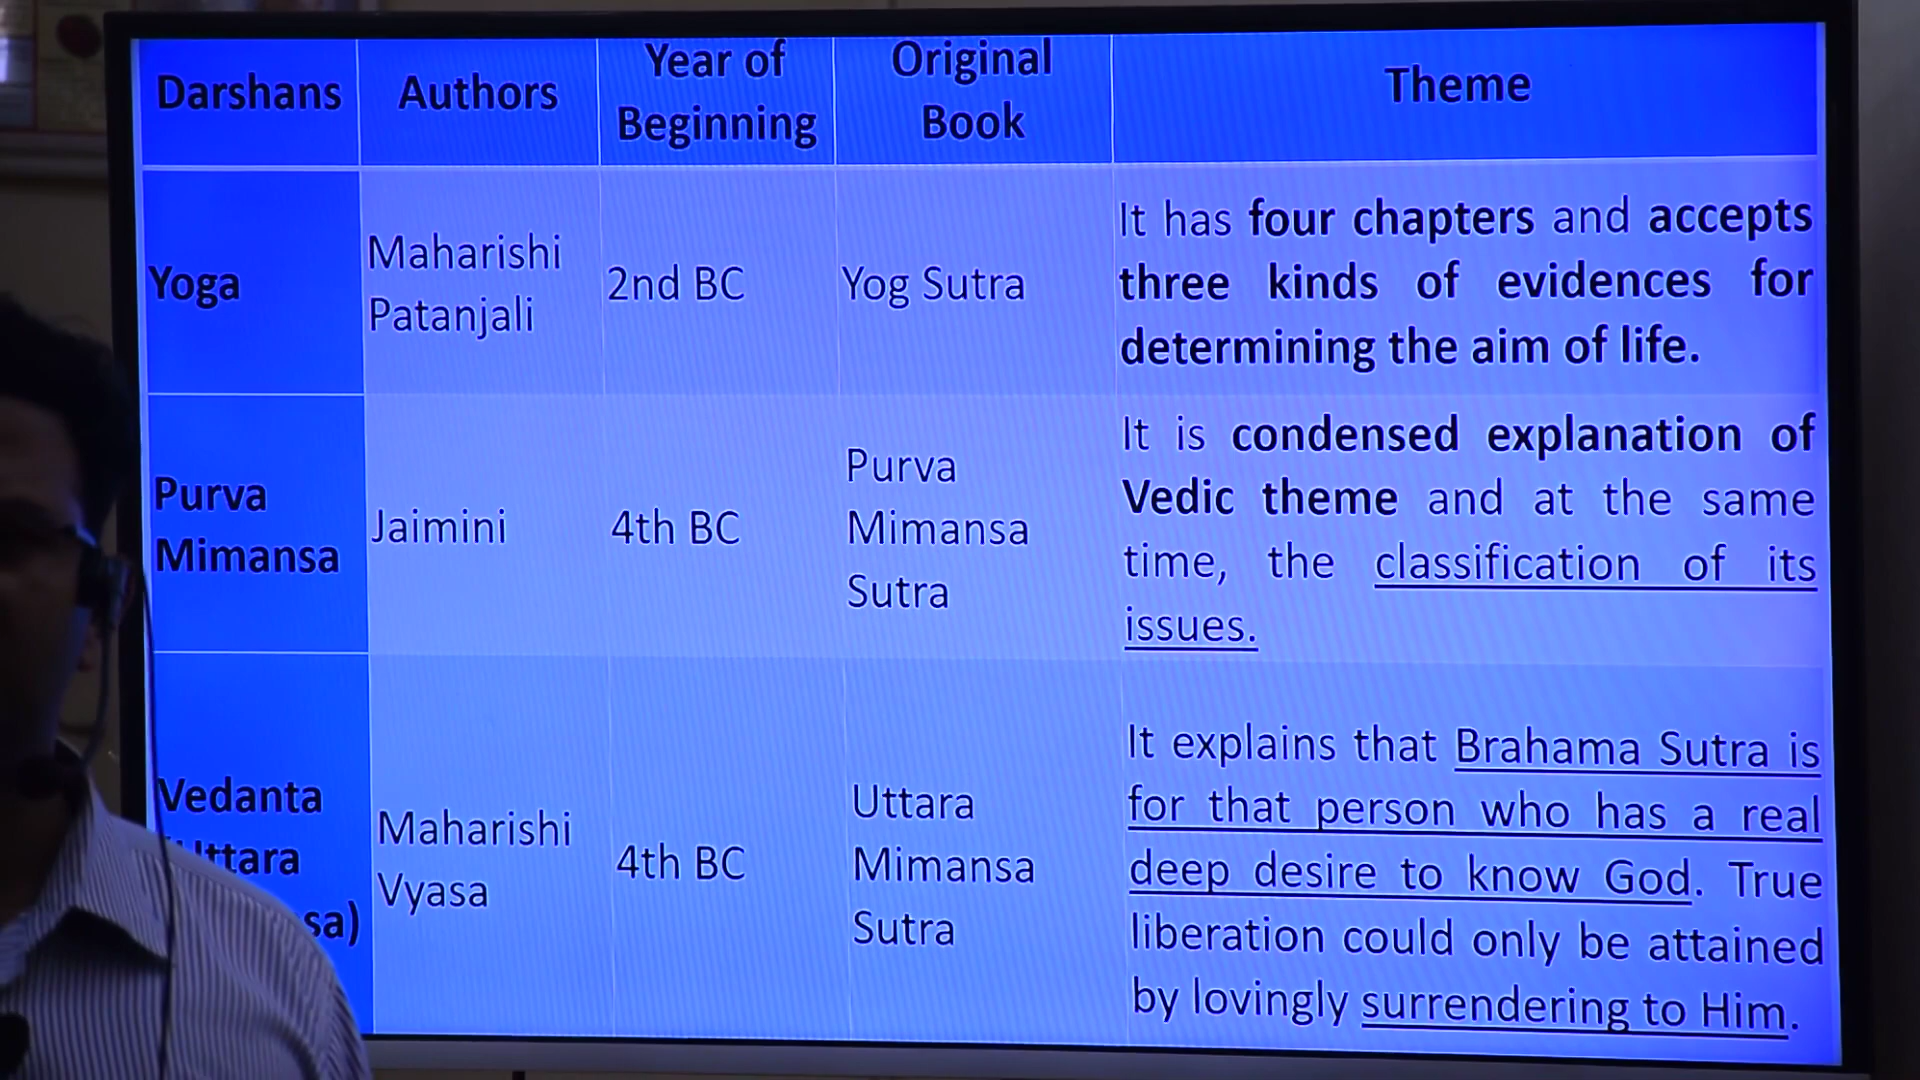 Darshans
Authors
Year of
Beginning
Original
Book
Theme
Yoga
Maharishi
Patanjali
2nd BC
Yog Sutra
It has four chapters and accepts
three kinds of evidences for
determining the aim of life.
Purva
Mimansa
Jaimini
4th BC
Purva
Mimansa
Sutra
It is condensed explanation of
Vedic theme and at the same
time, the classification of its
issues.
Vedanta
ttara
sa)
Maharishi
Vyasa
4th BC
Uttara
Mimansa
Sutra
It explains that Brahama Sutra is
for that person who has a real
deep desire to know God. True
liberation could only be attained
by lovingly surrendering to Him.